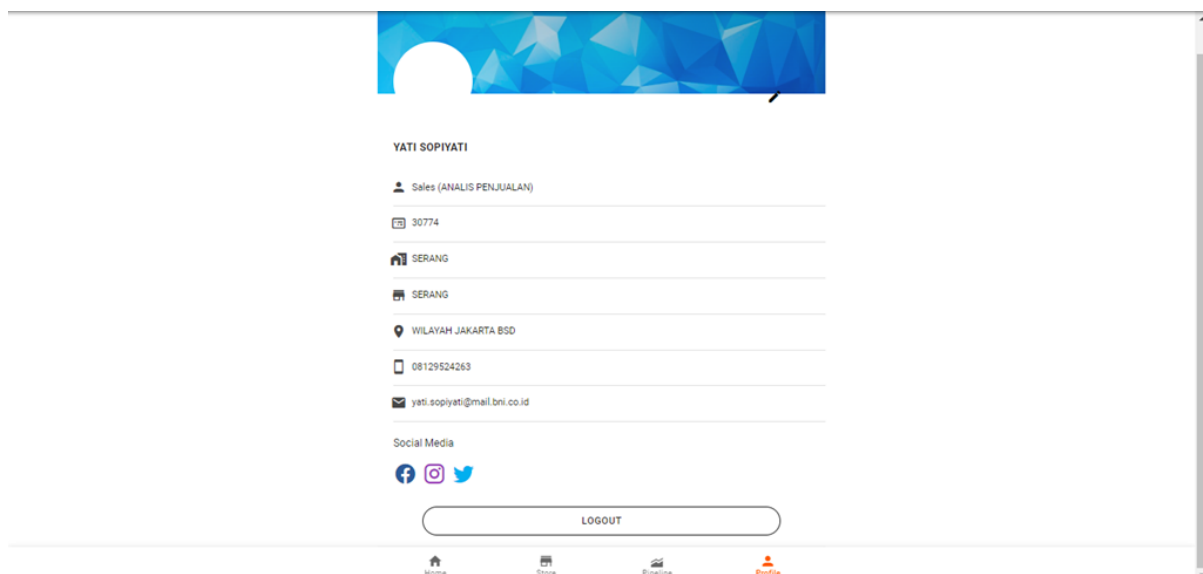 YATI SOPIYATI
Sales (ANALIS PENJUALAN)
30774
SERANG
SERANG
WILAYAH JAKARTA BSD
08129524263
yati.sopiyati@mail.bni.co.id
Social Media
LOGOUT
Home Store Pipeline Profile